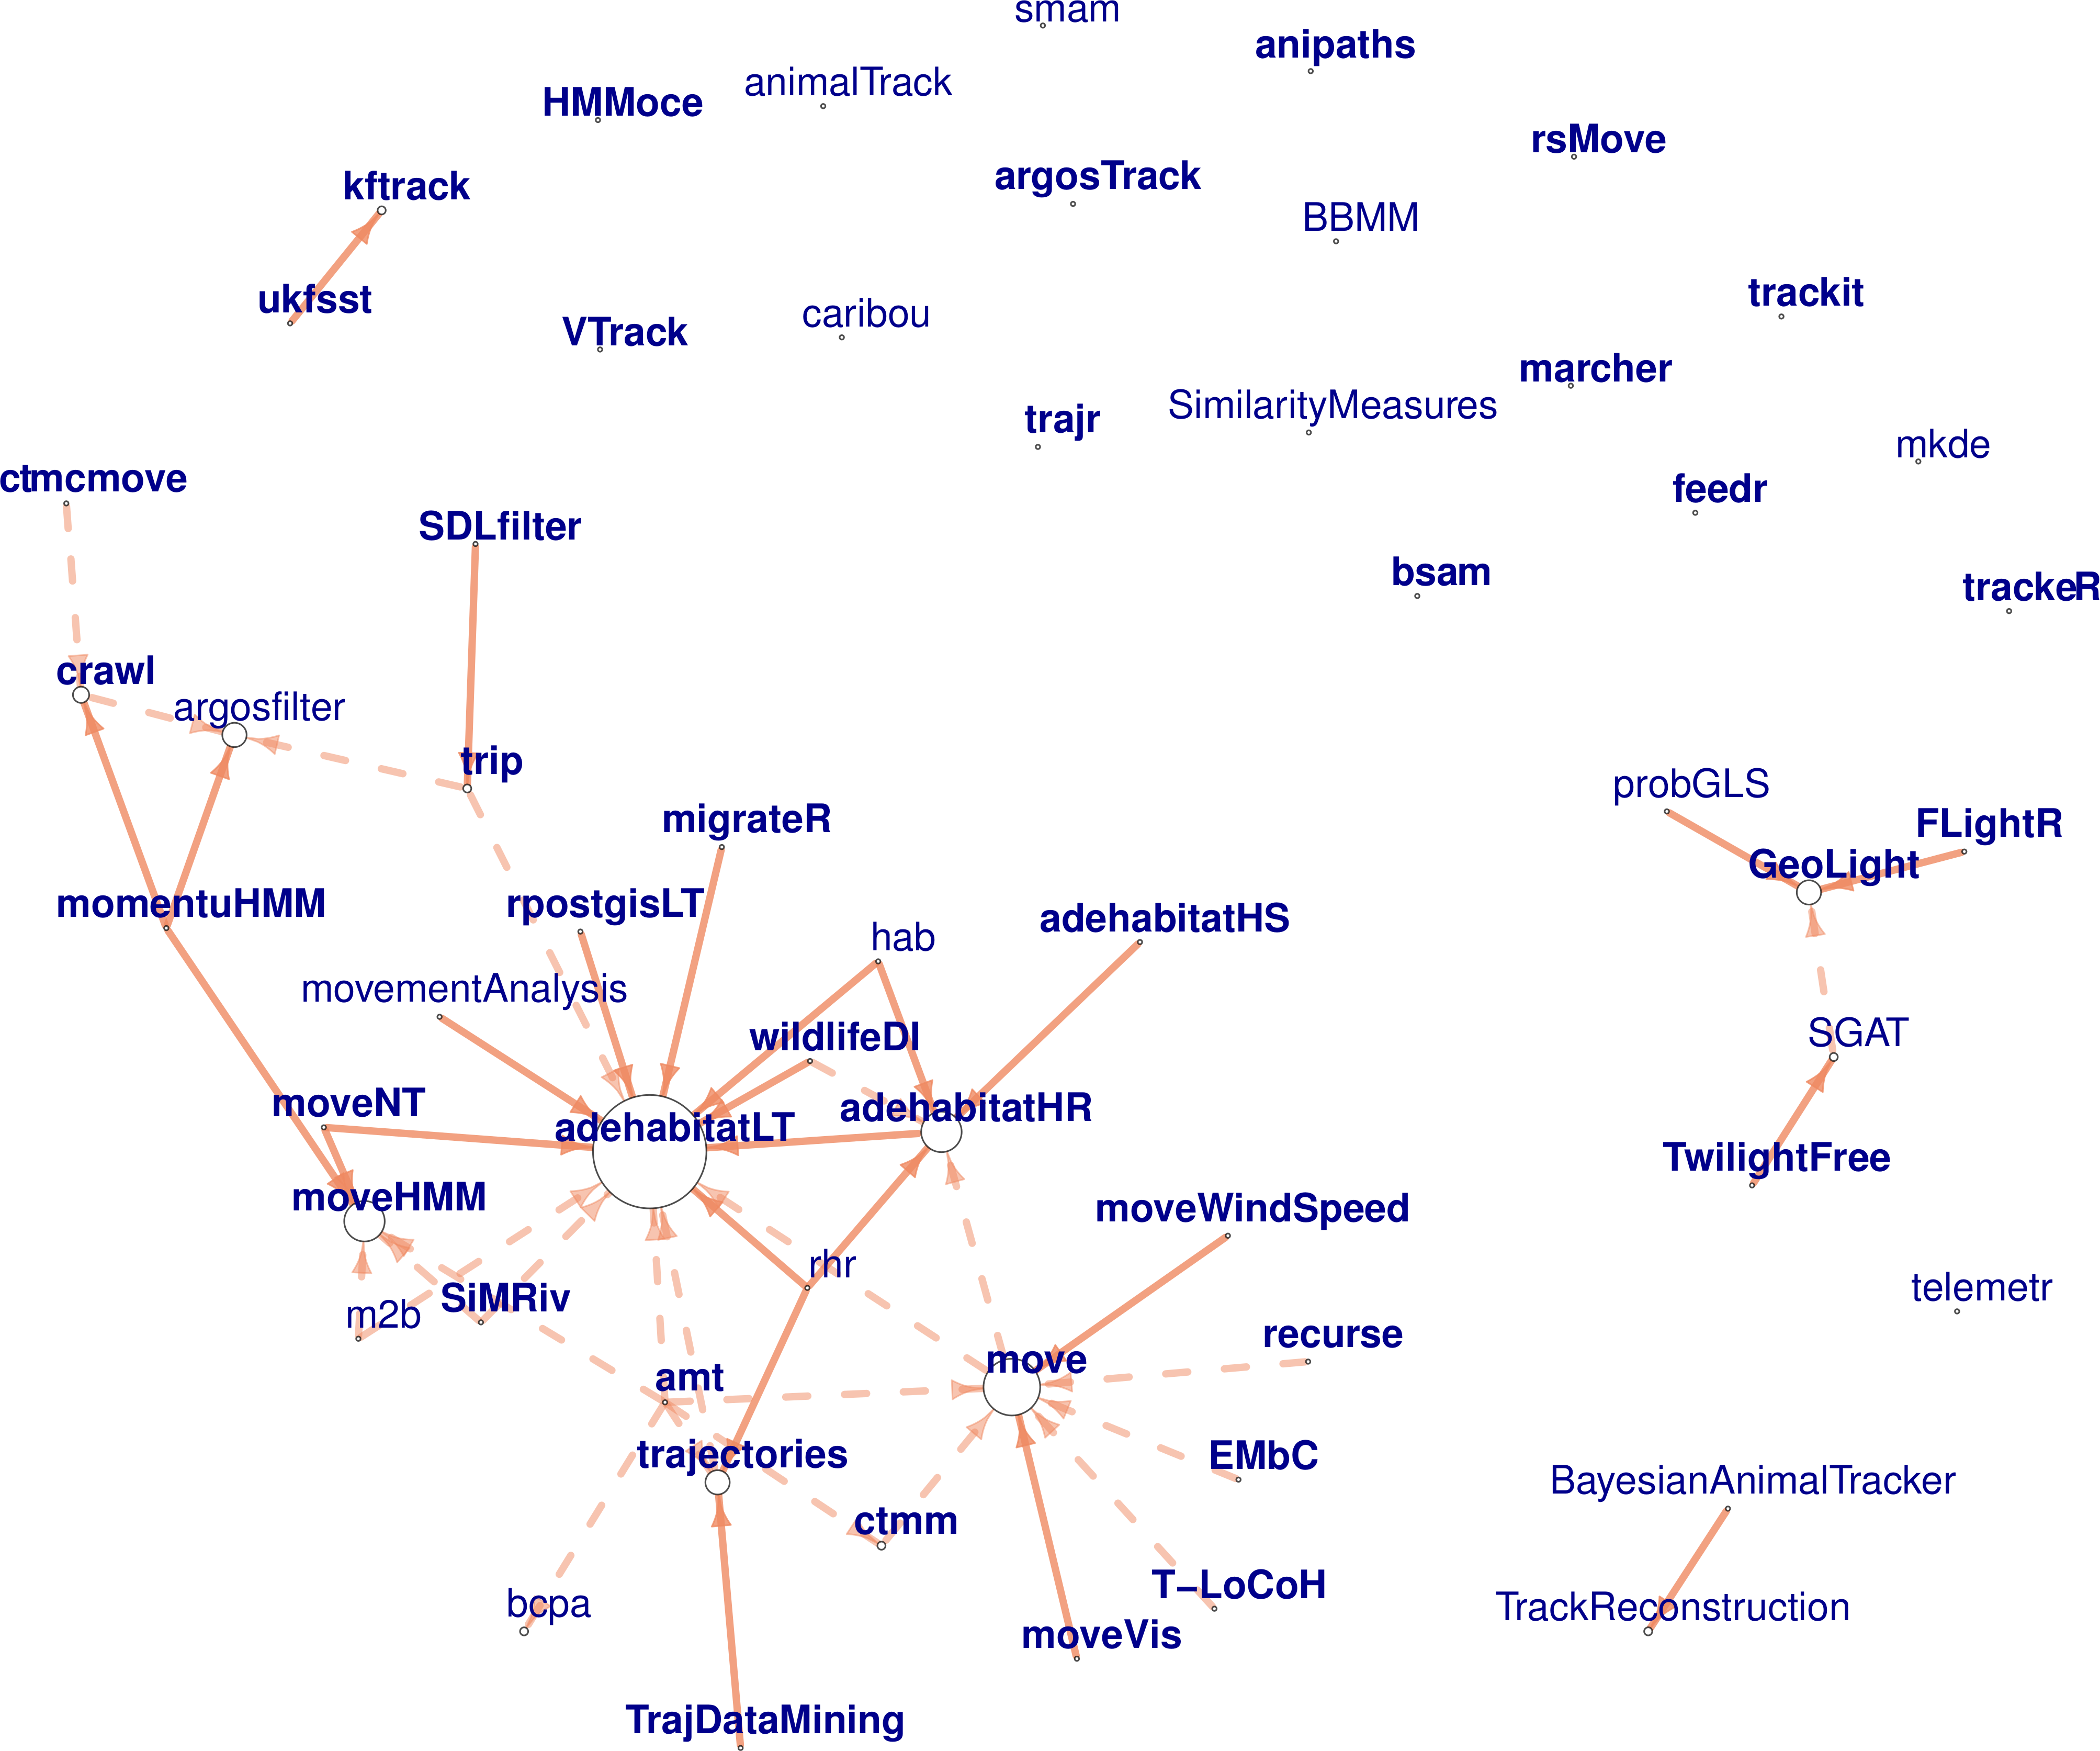 smam
anipaths
animalTrack
HMMoce
rsMove
argosTrack
kftrack
BBMM
trackit
ukfsst
caribou
VTrack
marcher
SimilarityMeasures
trajr
mkde
ctmcmove
feedr
SDLfilter
bsam
trackeR
crawl
argosfilter
trip
probGLS
migrateR
FLightR
GeoLight
momentuHMM
rpostgisLT
adehabitatHS
hab
movementAnalysis
SGAT
wildlifeDI
moveNT
adehabitatHR
adehabitatLT
TwilightFree
moveHMM
moveWindSpeed
rhr
telemetr
SiMRiv
m2b
recurse
move
amt
trajectories
EMbC
BayesianAnimalTracker
ctmm
T–LoCoH
bcpa
TrackReconstruction
moveVis
TrajDataMining